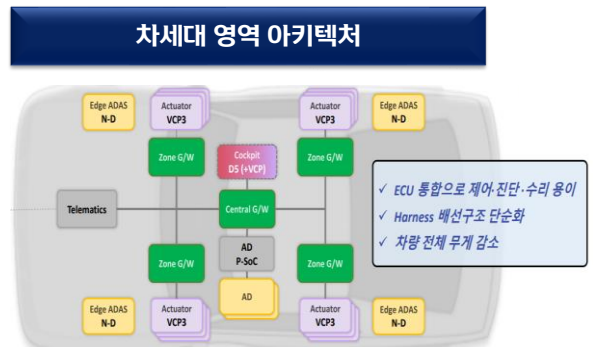 차세대 영역 아키텍처
Edge ADAS
N-D
Actuator
VCP3
Actuator
VCP3
Edge ADAS
N-D
Zone G/W
Cockpit
D5 (+VCP)
Zone G/W
Telematics
Central G/W
AD
P-SoC
Zone G/W
AD
Zone G/W
Edge ADAS
N-D
Actuator
VCP3
Actuator
VCP3
Edge ADAS
N-D
✓ ECU 통합으로 제어·진단·수리 용이
✓ Harness 배선구조 단순화
✓ 차량 전체 무게 감소